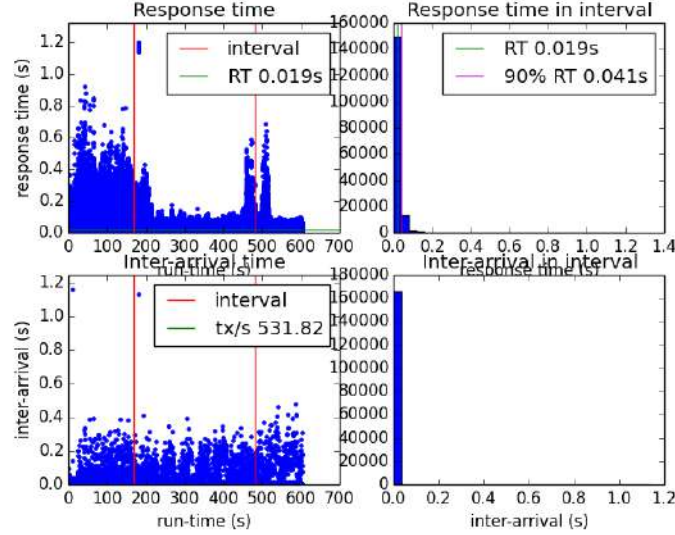 Response time
response time (s)
1.2
1.0
0.8
0.6
0.4
0.2
0.0
interval
RT 0.019s
0 100 200 300 400 500 600 700
run-time (s)
Response time in interval
160000
140000
120000
100000
80000
60000
40000
20000
0
RT 0.019s
90% RT 0.041s
0.0 0.2 0.4 0.6 0.8 1.0 1.2 1.4
response time (s)
Inter-arrival time
inter-arrival (s)
1.2
1.0
0.8
0.6
0.4
0.2
0.0
interval
tx/s 531.82
0 100 200 300 400 500 600 700
run-time (s)
Inter-arrival in interval
180000
160000
140000
120000
100000
80000
60000
40000
20000
0
0.0 0.2 0.4 0.6 0.8 1.0 1.2
inter-arrival (s)